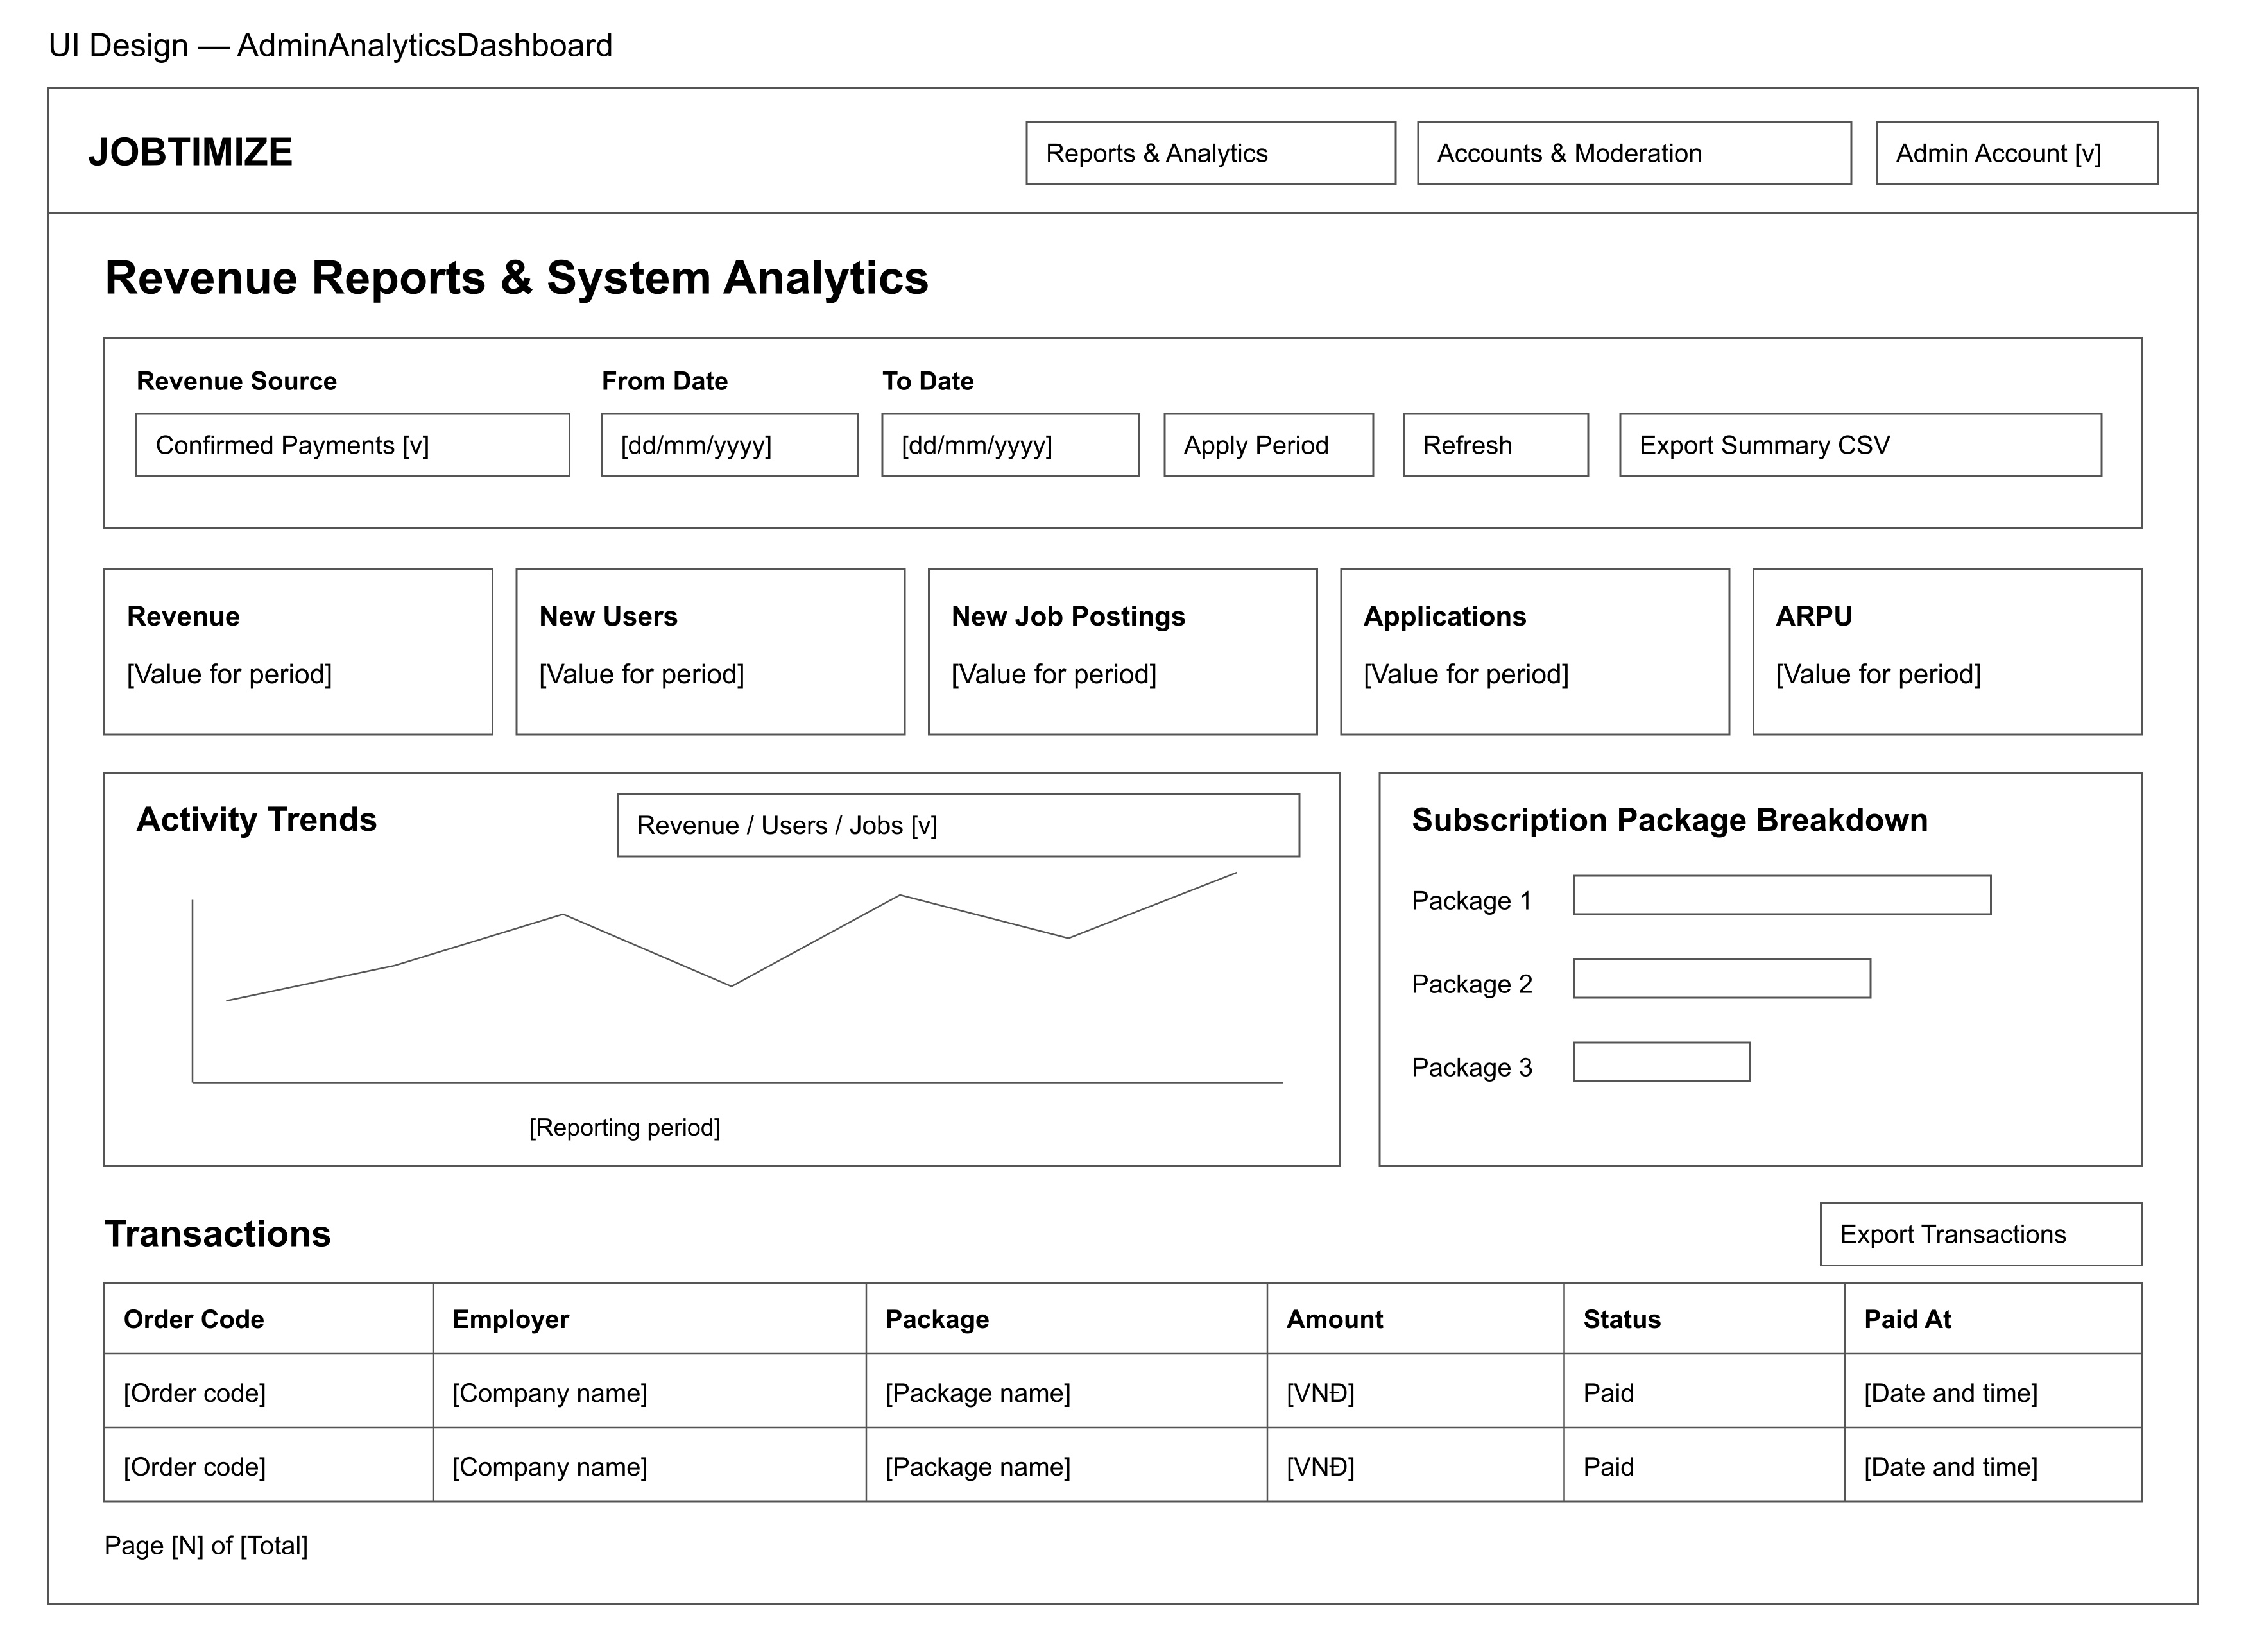 UI Design — AdminAnalyticsDashboard
JOBTIMIZE
Reports & Analytics
Accounts & Moderation
Admin Account [v]
Revenue Reports & System Analytics
Revenue Source
From Date
To Date
Confirmed Payments [v]
[dd/mm/yyyy]
[dd/mm/yyyy]
Apply Period
Refresh
Export Summary CSV
Revenue
[Value for period]
New Users
[Value for period]
New Job Postings
[Value for period]
Applications
[Value for period]
ARPU
[Value for period]
Activity Trends
Revenue / Users / Jobs [v]
[Reporting period]
Subscription Package Breakdown
Package 1
Package 2
Package 3
Transactions
Export Transactions
Order Code Employer Package Amount Status Paid At
[Order code] [Company name] [Package name] [VNĐ] Paid [Date and time]
[Order code] [Company name] [Package name] [VNĐ] Paid [Date and time]
Page [N] of [Total]